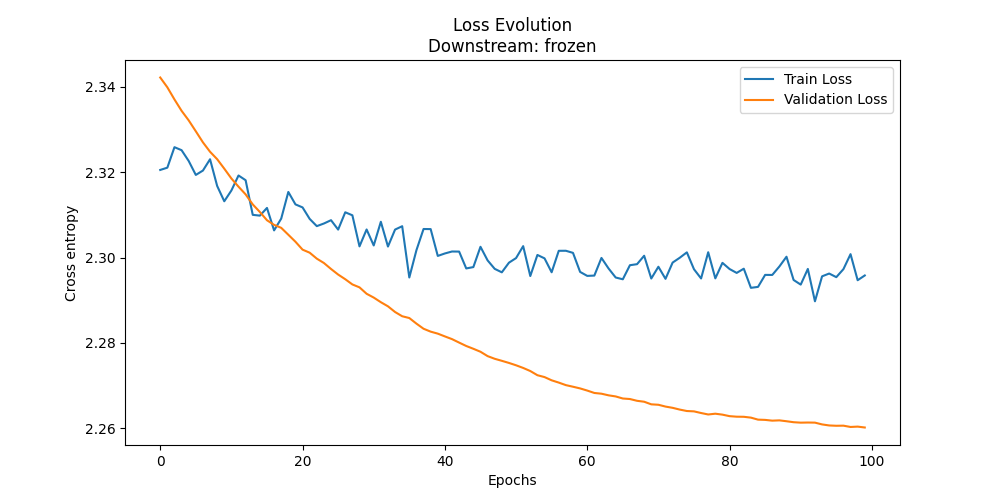 Loss Evolution
Downstream: frozen
Train Loss
Validation Loss
2.34
2.32
2.30
2.28
2.26
Cross entropy
0
20
40
60
80
100
Epochs